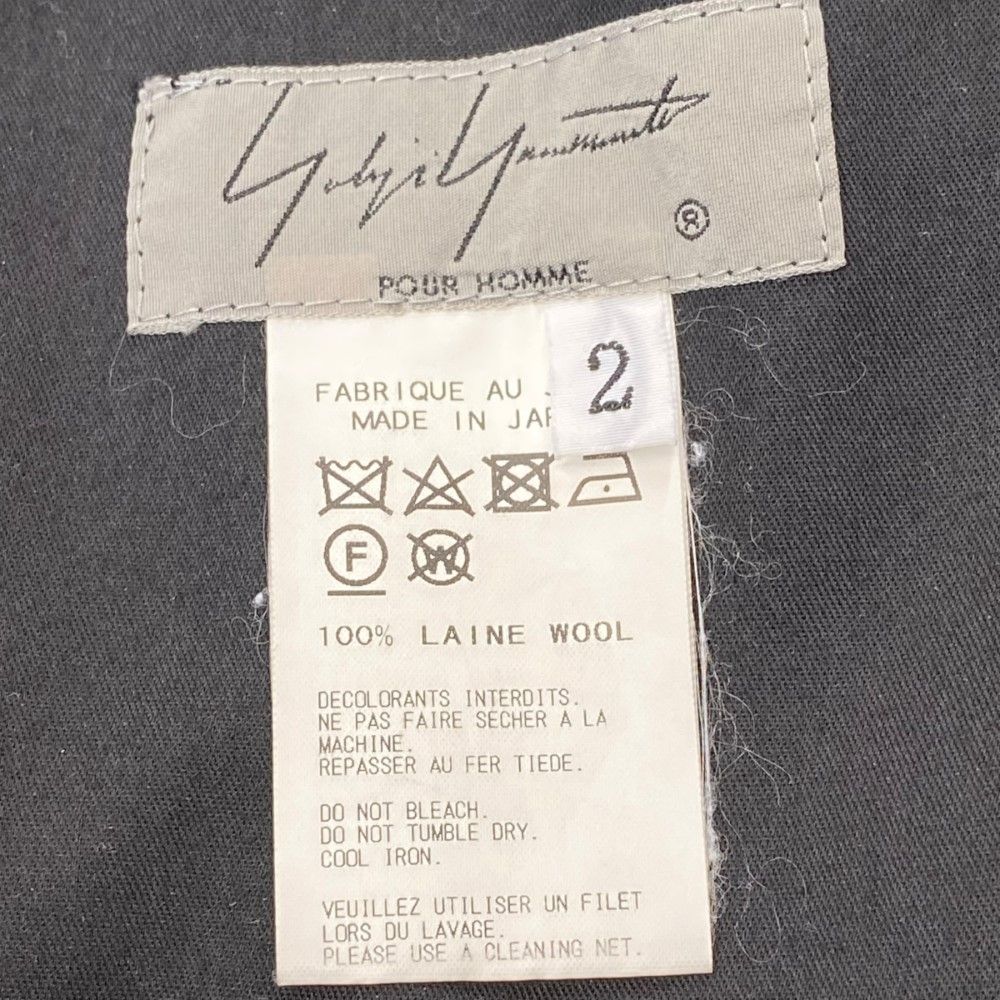 Yohji Yamamoto
®
POUR HOMME
2
FABRIQUE AU
MADE IN
F
W
100% LAINE WOOL
DECOLORANTS INTERDITS.
NE PAS FAIRE SECHER A LA
MACHINE.
REPASSER AU FER TIEDE.
DO NOT BLEACH.
DO NOT TUMBLE DRY.
COOL IRON.
VEUILLEZ UTILISER UN FILET
LORS DU LAVAGE.
PLEASE USE A CLEANING NET.